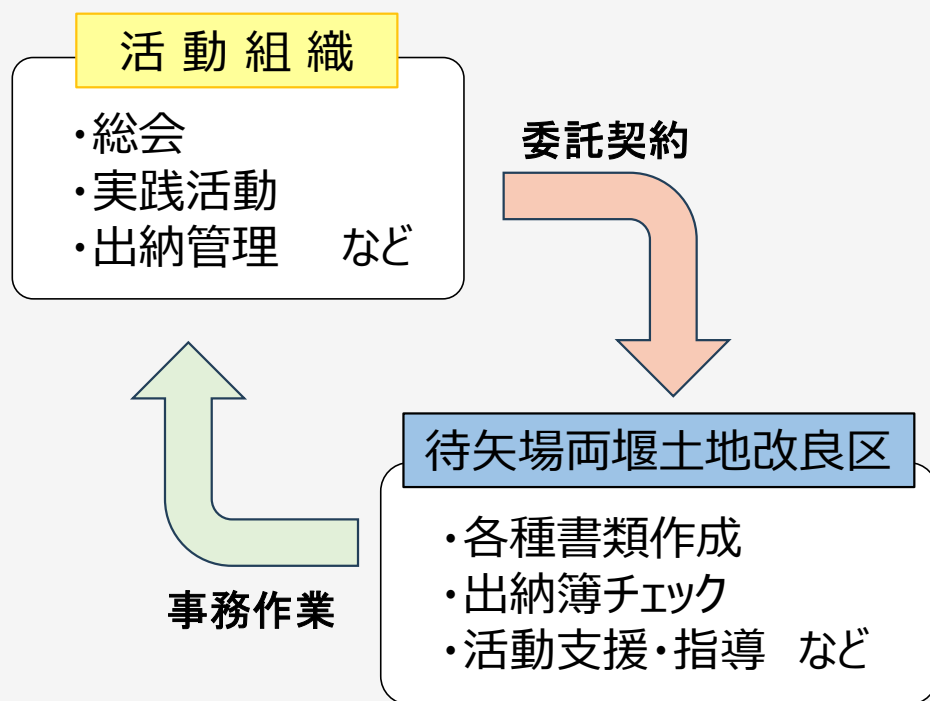 活動組織
・総会
・実践活動
・出納管理　など
委託契約
待矢場両堰土地改良区
・各種書類作成
・出納簿チェック
・活動支援・指導　など
事務作業